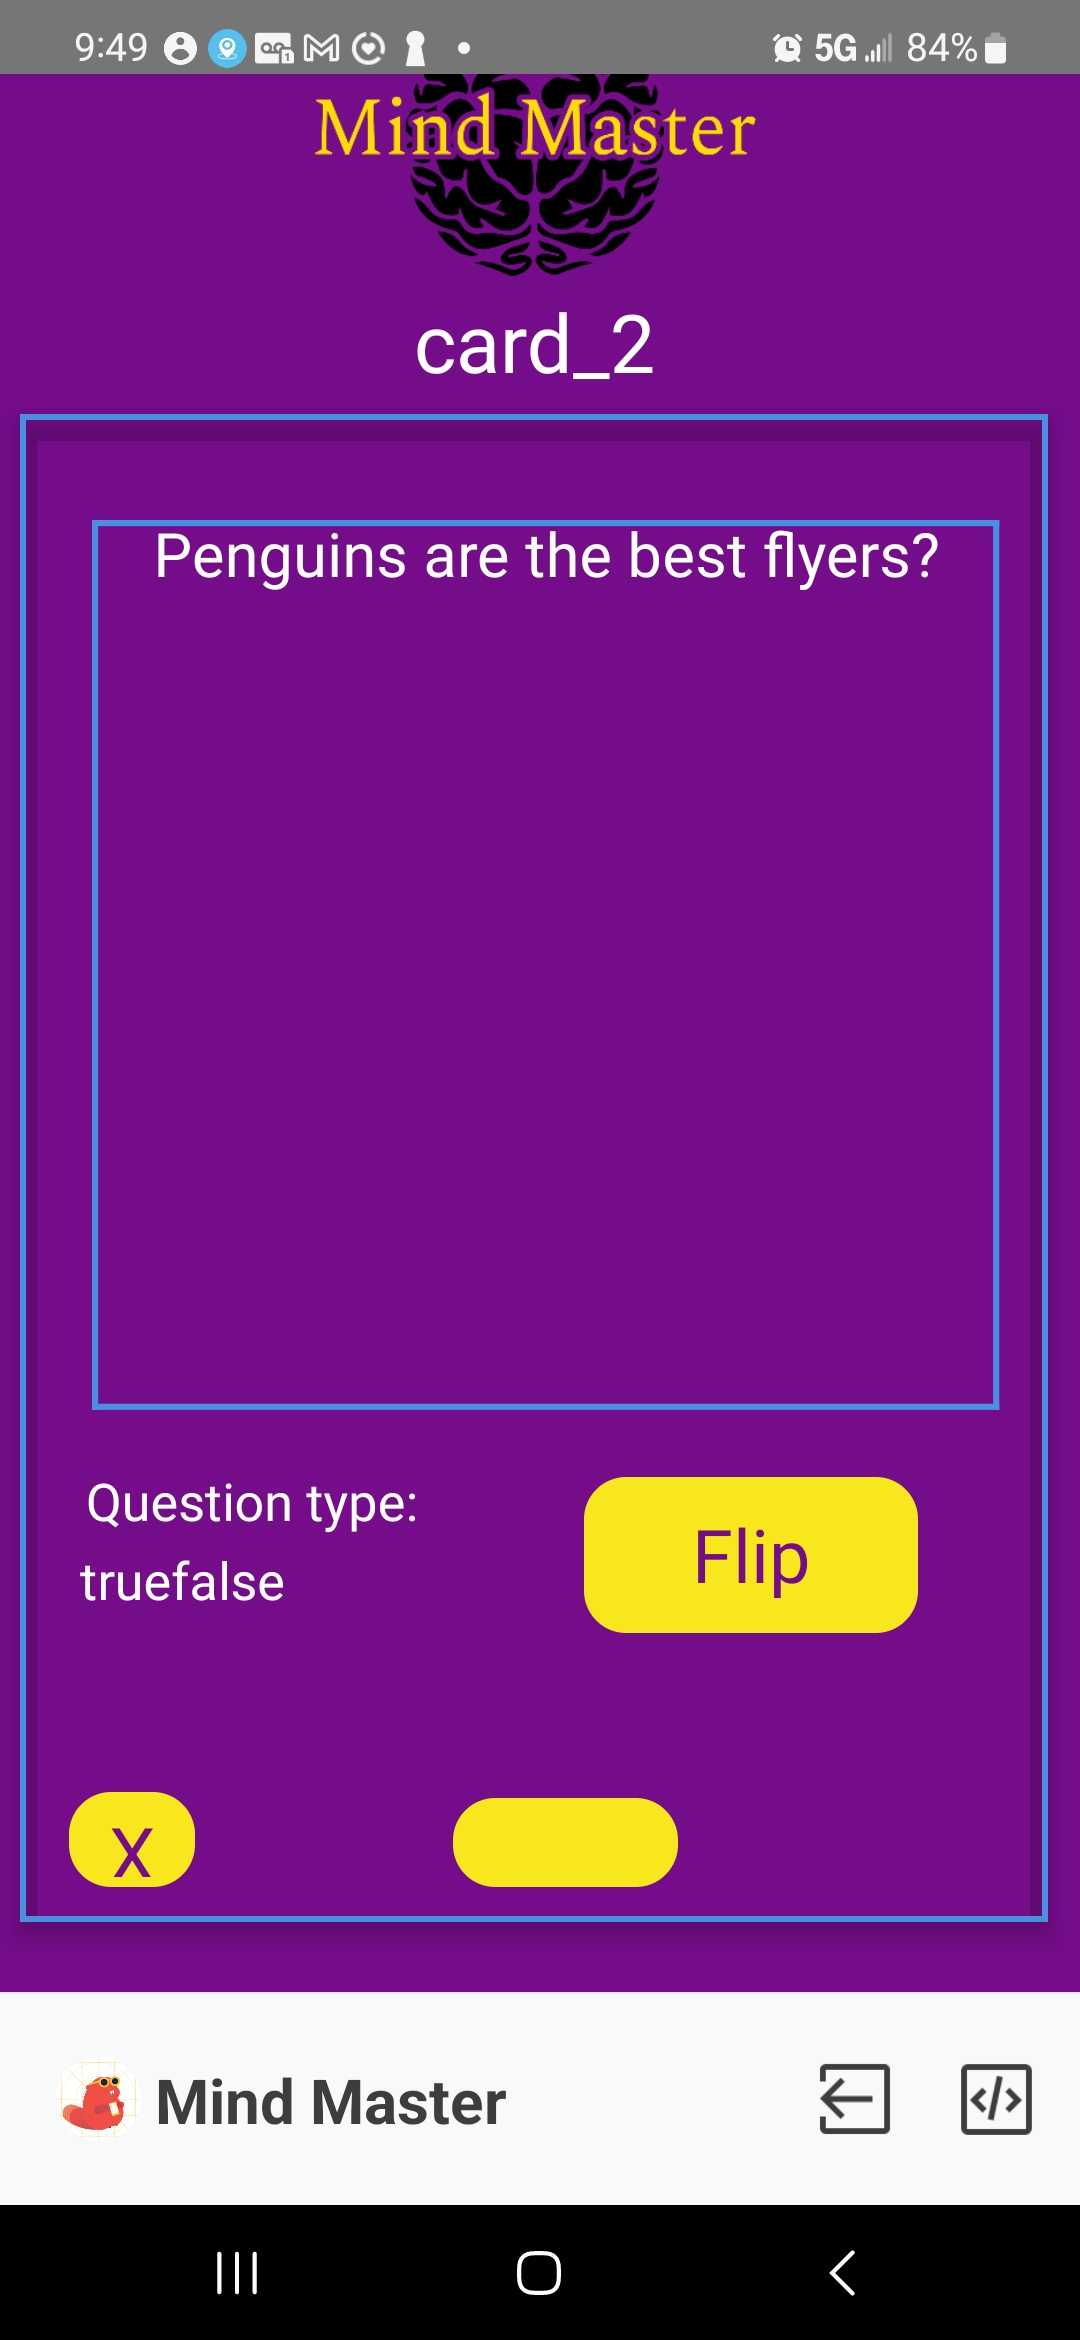 9:49
5G 84%
Mind Master
card_2
Penguins are the best flyers?
Question type:
truefalse
Flip
X
Mind Master